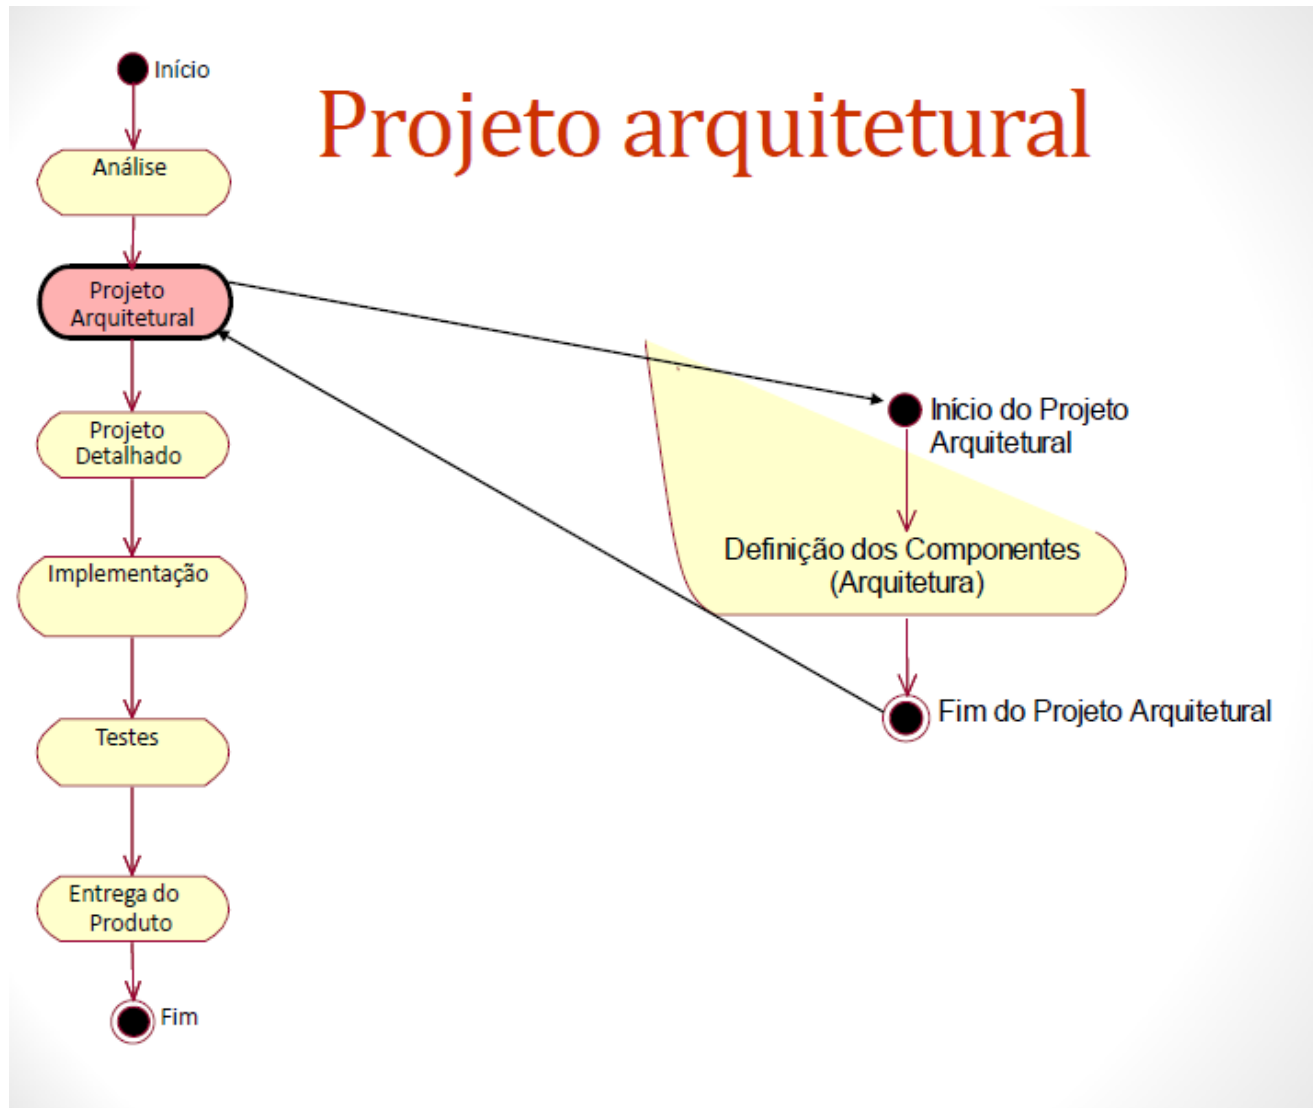 Início
Projeto arquitetural
Análise
Projeto
Arquitetural
Projeto
Detalhado
Implementação
Testes
Entrega do
Produto
Fim
Início do Projeto
Arquitetural
Definição dos Componentes
(Arquitetura)
Fim do Projeto Arquitetural